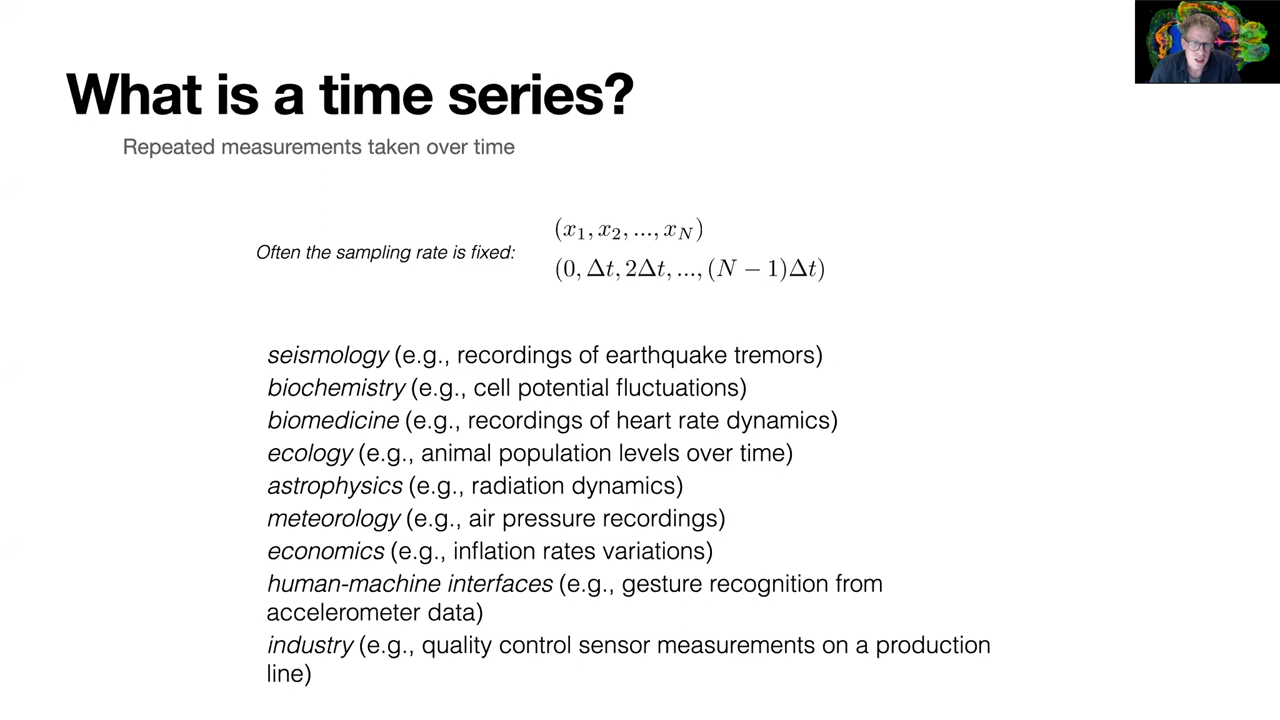 What is a time series?
Repeated measurements taken over time
Often the sampling rate is fixed:
(x₁, x₂, ..., x_N)
(0, Δt, 2Δt, ..., (N − 1)Δt)
seismology (e.g., recordings of earthquake tremors)
biochemistry (e.g., cell potential fluctuations)
biomedicine (e.g., recordings of heart rate dynamics)
ecology (e.g., animal population levels over time)
astrophysics (e.g., radiation dynamics)
meteorology (e.g., air pressure recordings)
economics (e.g., inflation rates variations)
human-machine interfaces (e.g., gesture recognition from
accelerometer data)
industry (e.g., quality control sensor measurements on a production
line)